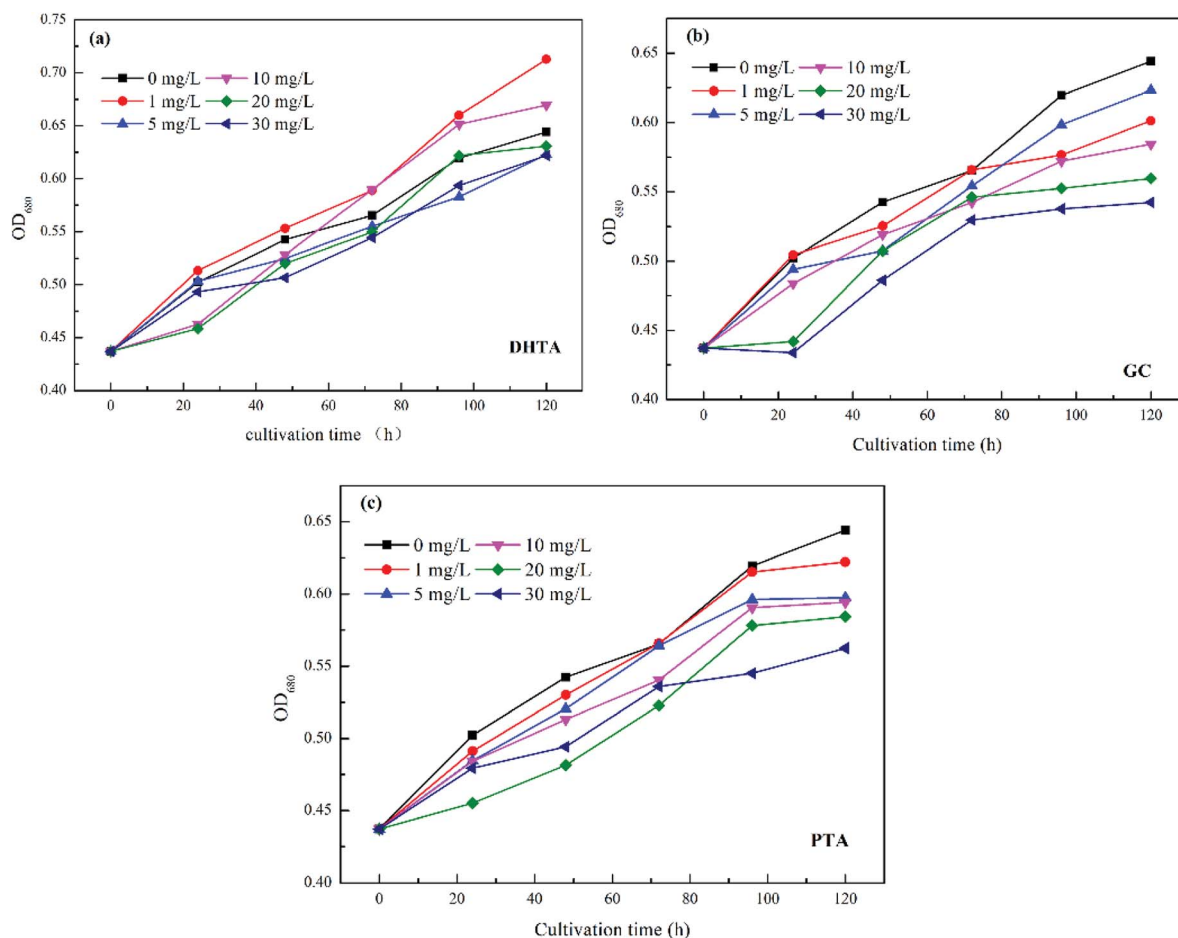 (a)
0 mg/L 10 mg/L
1 mg/L 20 mg/L
5 mg/L 30 mg/L
0.75
0.70
0.65
0.60
0.55
0.50
0.45
0.40
OD680
DHTA
0 20 40 60 80 100 120
cultivation time （h）
(b)
0 mg/L 10 mg/L
1 mg/L 20 mg/L
5 mg/L 30 mg/L
0.65
0.60
0.55
0.50
0.45
0.40
OD680
GC
0 20 40 60 80 100 120
Cultivation time (h)
(c)
0 mg/L 10 mg/L
1 mg/L 20 mg/L
5 mg/L 30 mg/L
0.65
0.60
0.55
0.50
0.45
0.40
OD680
PTA
0 20 40 60 80 100 120
Cultivation time (h)